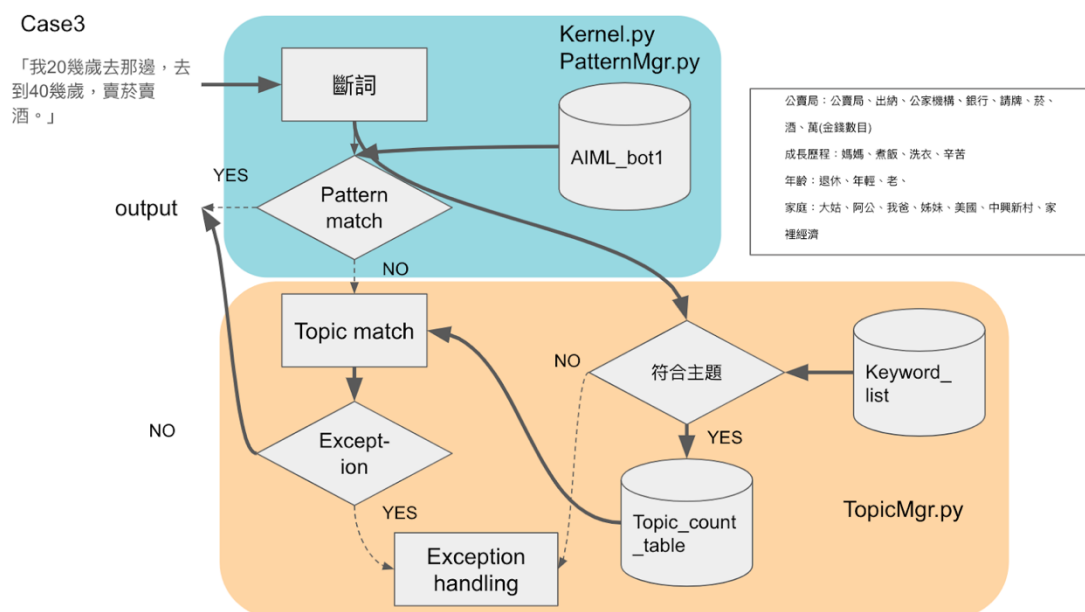 Case3
「我20幾歲去那邊，去
到40幾歲，賣菸賣
酒。」
斷詞
Kernel.py
PatternMgr.py
AIML_bot1
YES
output
Pattern
match
NO
公賣局：公賣局、出納、公家機構、銀行、請牌、菸、
酒、萬(金錢數目)
成長歷程：媽媽、煮飯、洗衣、辛苦
年齡：退休、年輕、老、
家庭：大姑、阿公、我爸、姊妹、美國、中興新村、家
裡經濟
Topic match
NO
符合主題
Keyword_
list
NO
Except-
ion
YES
YES
Topic_count
_table
TopicMgr.py
Exception
handling